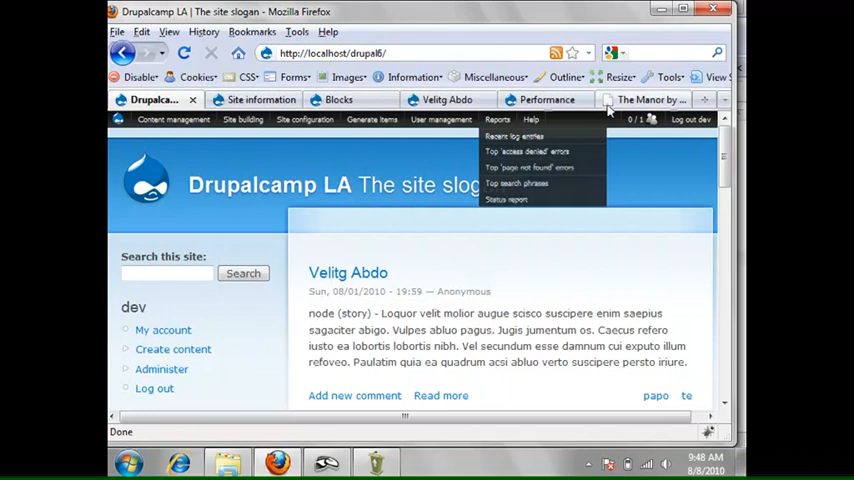 Drupalcamp LA | The site slogan - Mozilla Firefox
File Edit View History Bookmarks Tools Help
http://localhost/drupal6/
Disable Cookies CSS Forms Images Information Miscellaneous Outline Resize Tools View S
Drupalca... Site information Blocks Velitg Abdo Performance The Manor by ...
Content management Site building Site configuration Generate items User management Reports Help 0 / 1 Log out dev
Recent log entries
Top 'access denied' errors
Top 'page not found' errors
Top search phrases
Status report
Drupalcamp LA The site slog
Search this site:
Search
dev
My account
Create content
Administer
Log out
Velitg Abdo
Sun, 08/01/2010 - 19:59 — Anonymous
node (story) - Loquor velit molior augue scisco suscipere enim saepius
sagaciter abigo. Vulpes abluo pagus. Jugis jumentum os. Caecus refero
iusto ea lobortis lobortis nibh. Vel secundum esse damnum cui exputo illum
refoveo. Paulatim quia ea quadrum acsi abluo verto suscipere persto iriure.
Add new comment Read more papo te
Done
9:48 AM
8/8/2010